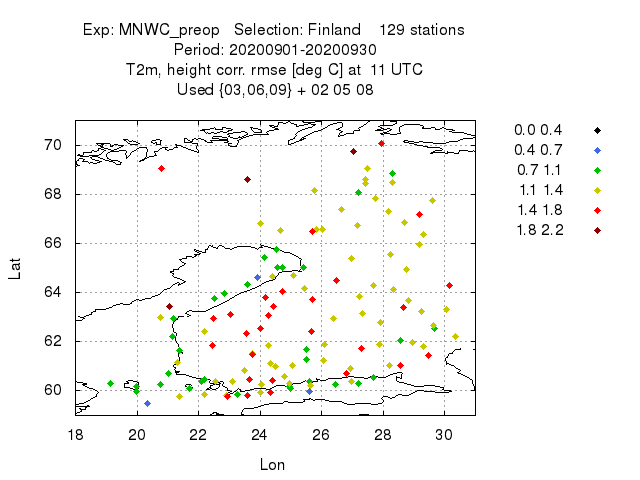 Exp: MNWC_preop Selection: Finland 129 stations
Period: 20200901-20200930
T2m, height corr. rmse [deg C] at 11 UTC
Used {03,06,09} + 02 05 08
70
68
66
64
62
60
18 20 22 24 26 28 30
Lat
Lon
0.0 0.4
0.4 0.7
0.7 1.1
1.1 1.4
1.4 1.8
1.8 2.2